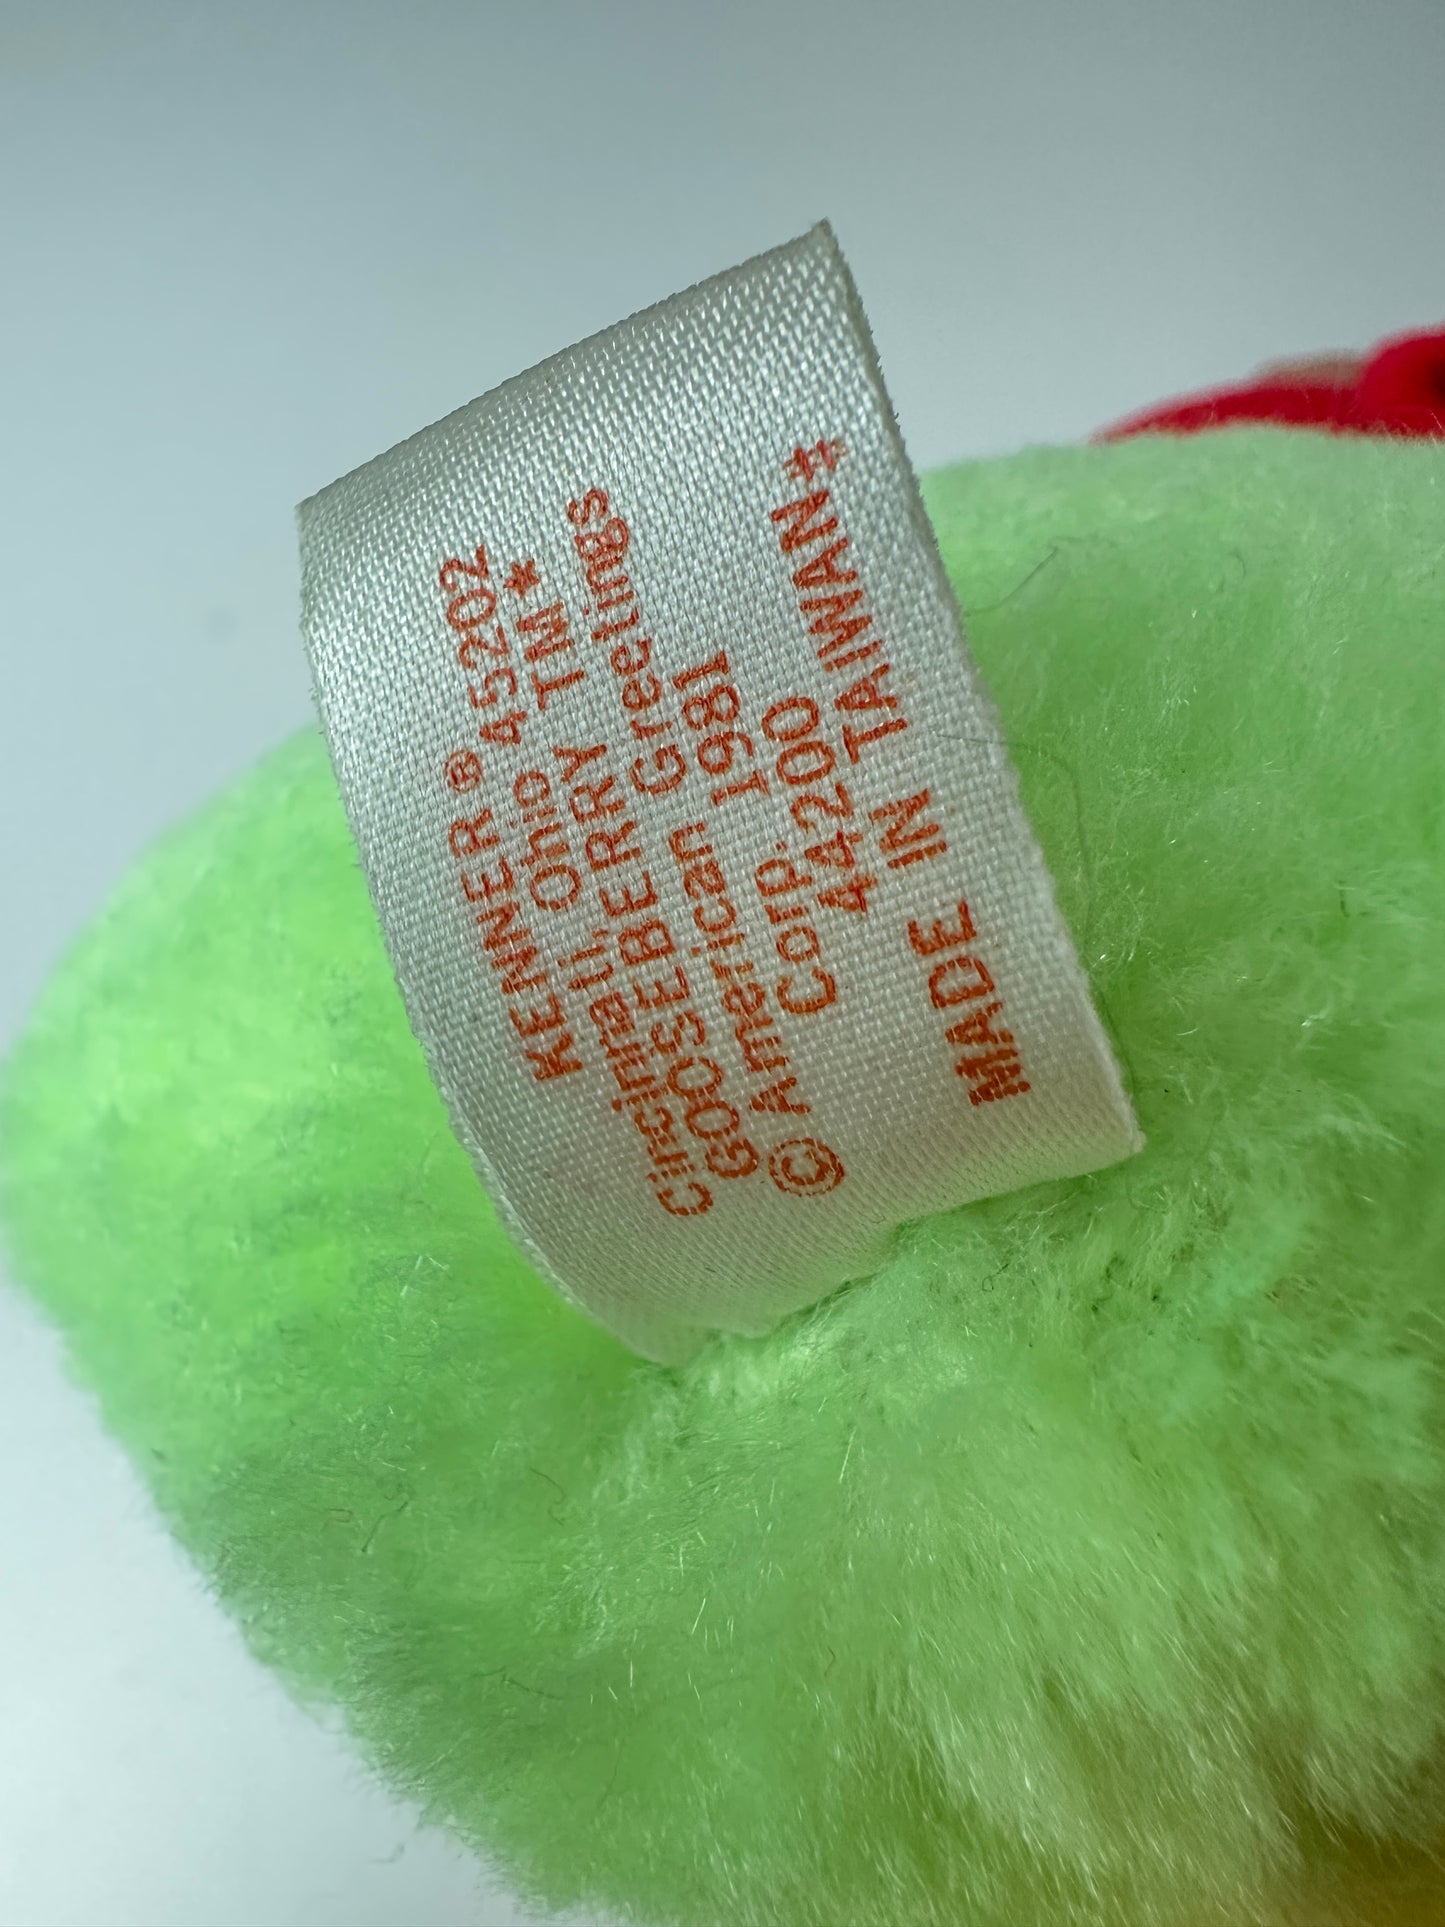 KENNER ® 45202
Cincinnati, Ohio
GOOSEBERRY TM*
© American Greetings
Corp. 1981
44200
MADE IN TAIWAN‡